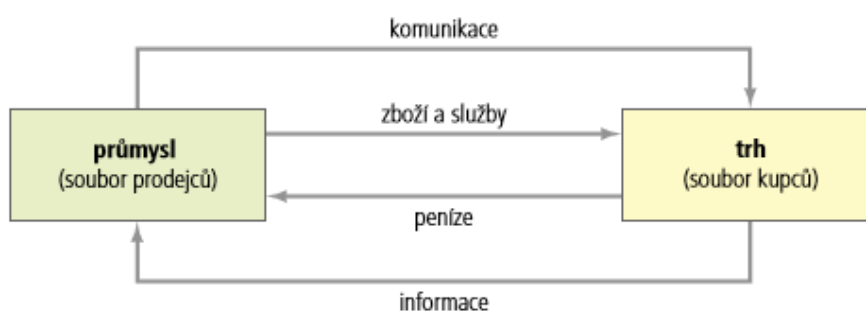 komunikace
zboží a služby
průmysl
(soubor prodejců)
trh
(soubor kupců)
peníze
informace